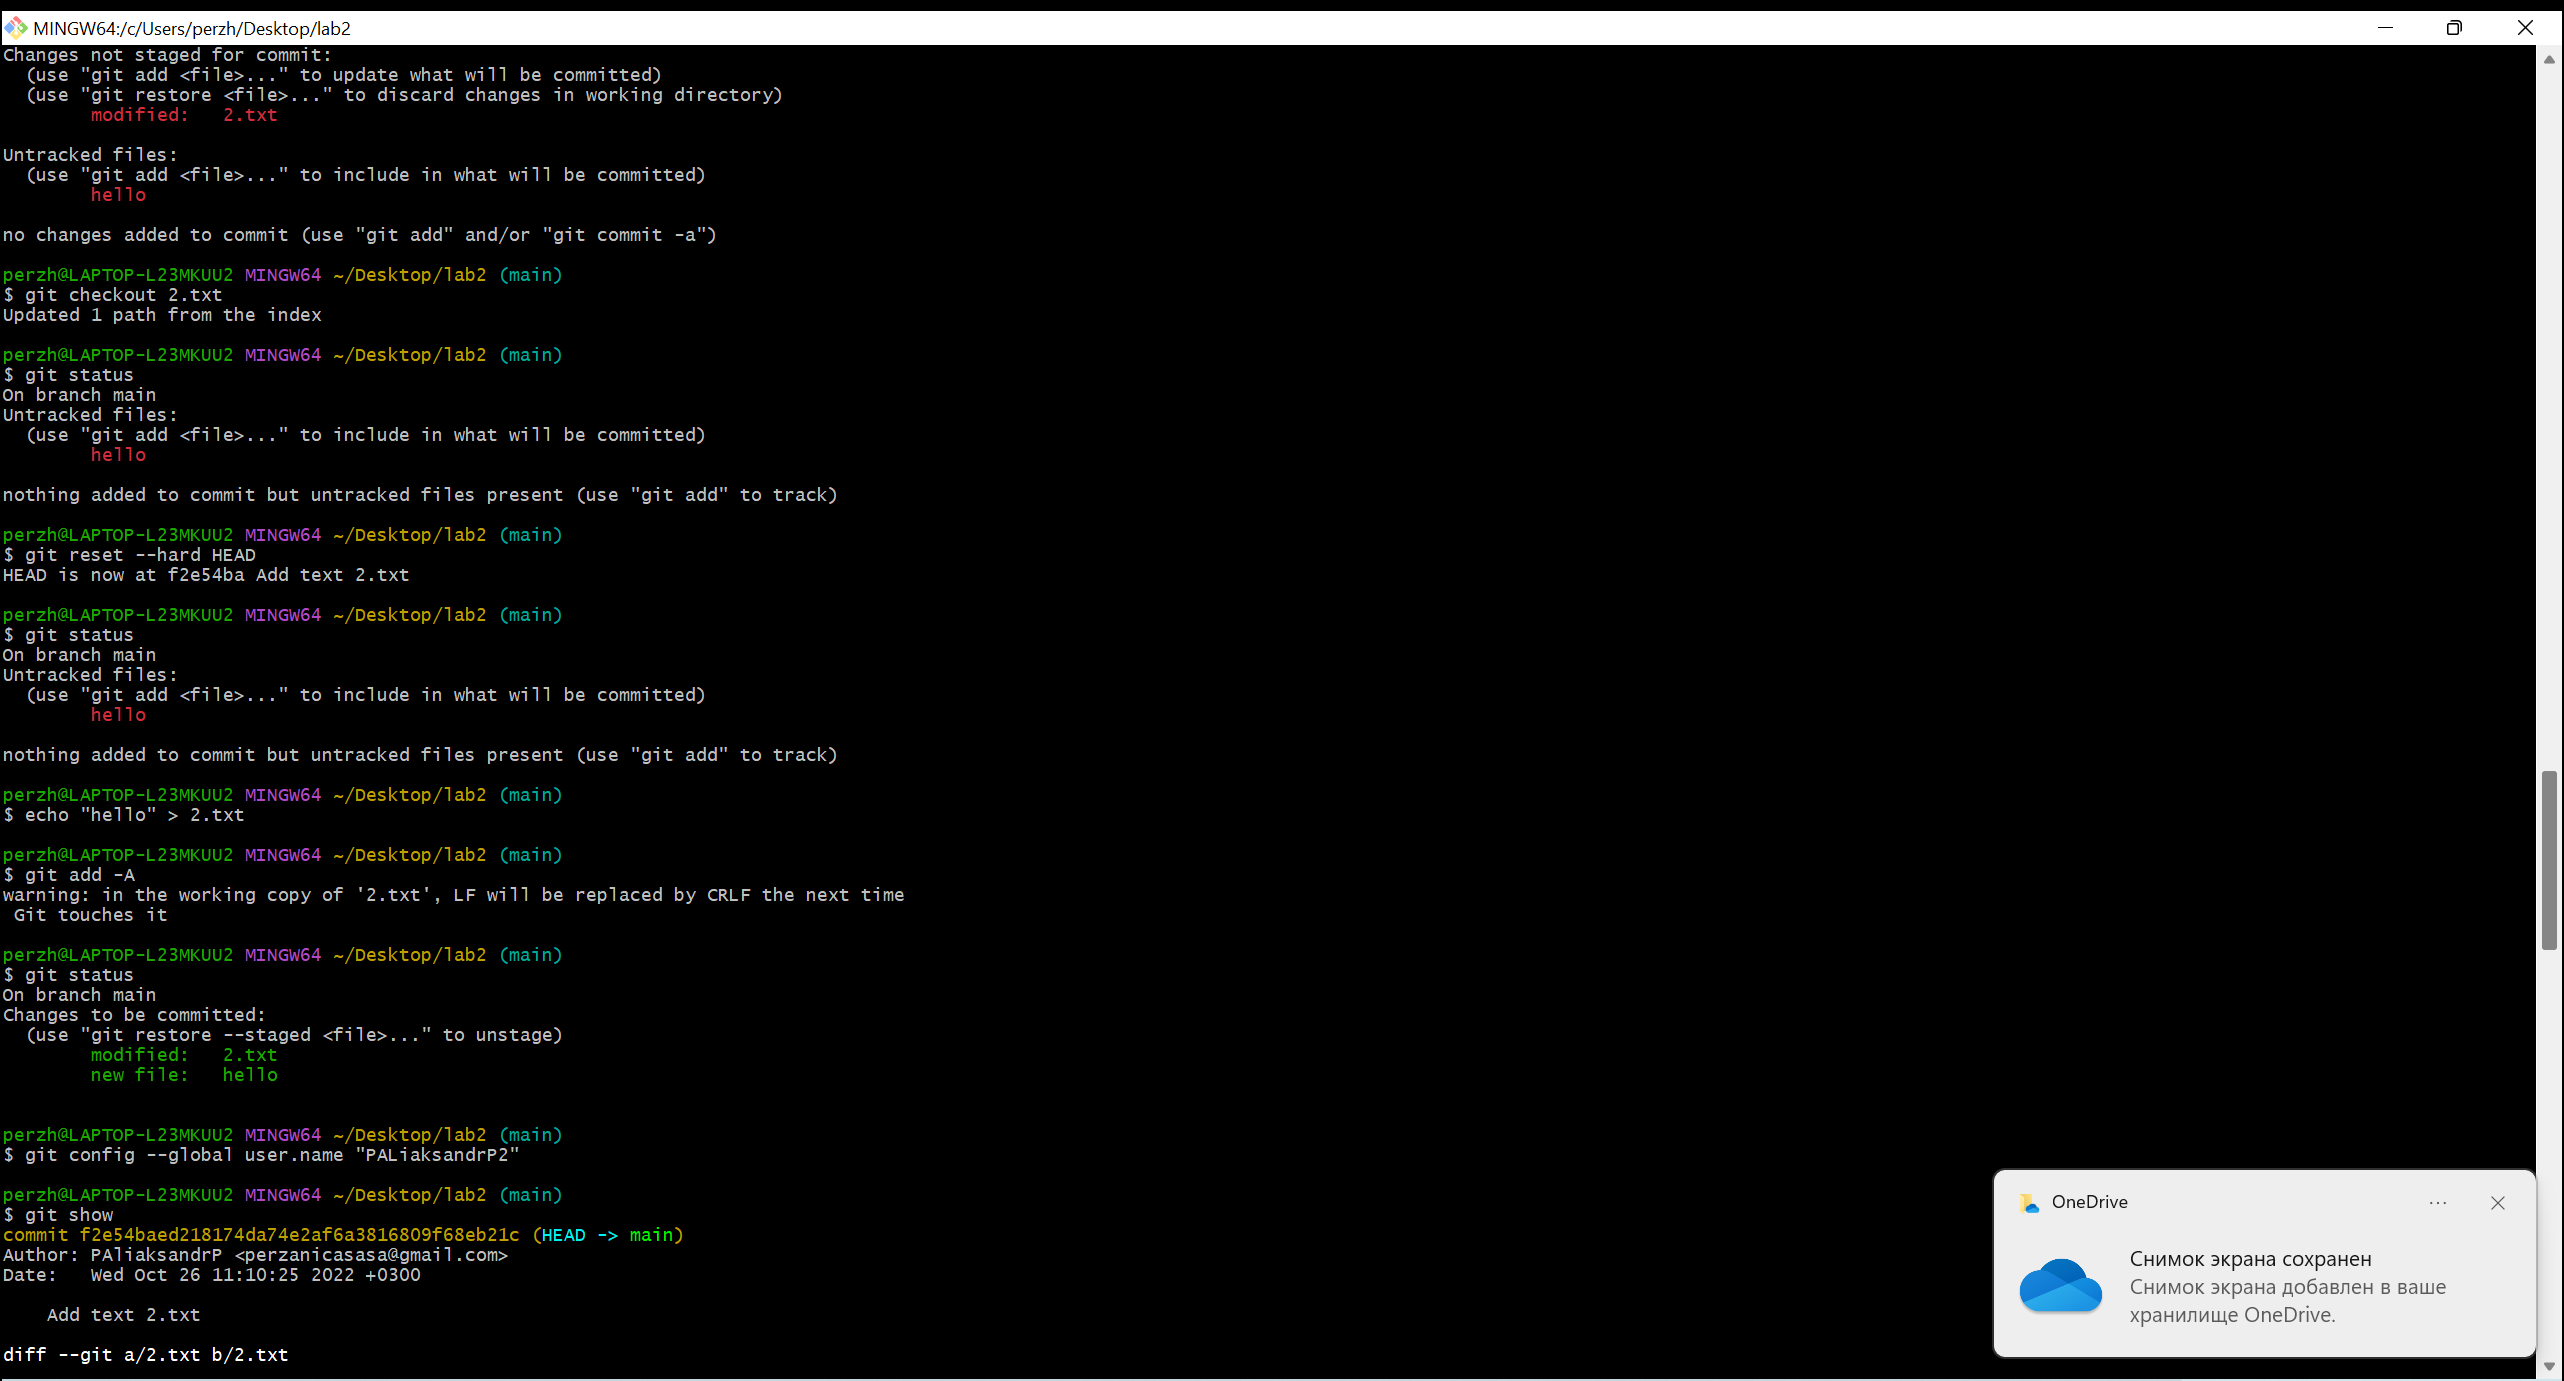 MINGW64:/c/Users/perzh/Desktop/lab2
Changes not staged for commit:
  (use "git add <file>..." to update what will be committed)
  (use "git restore <file>..." to discard changes in working directory)
        modified:   2.txt

Untracked files:
  (use "git add <file>..." to include in what will be committed)
        hello

no changes added to commit (use "git add" and/or "git commit -a")

perzh@LAPTOP-L23MKUU2 MINGW64 ~/Desktop/lab2 (main)
$ git checkout 2.txt
Updated 1 path from the index

perzh@LAPTOP-L23MKUU2 MINGW64 ~/Desktop/lab2 (main)
$ git status
On branch main
Untracked files:
  (use "git add <file>..." to include in what will be committed)
        hello

nothing added to commit but untracked files present (use "git add" to track)

perzh@LAPTOP-L23MKUU2 MINGW64 ~/Desktop/lab2 (main)
$ git reset --hard HEAD
HEAD is now at f2e54ba Add text 2.txt

perzh@LAPTOP-L23MKUU2 MINGW64 ~/Desktop/lab2 (main)
$ git status
On branch main
Untracked files:
  (use "git add <file>..." to include in what will be committed)
        hello

nothing added to commit but untracked files present (use "git add" to track)

perzh@LAPTOP-L23MKUU2 MINGW64 ~/Desktop/lab2 (main)
$ echo "hello" > 2.txt

perzh@LAPTOP-L23MKUU2 MINGW64 ~/Desktop/lab2 (main)
$ git add -A
warning: in the working copy of '2.txt', LF will be replaced by CRLF the next time
 Git touches it

perzh@LAPTOP-L23MKUU2 MINGW64 ~/Desktop/lab2 (main)
$ git status
On branch main
Changes to be committed:
  (use "git restore --staged <file>..." to unstage)
        modified:   2.txt
        new file:   hello

perzh@LAPTOP-L23MKUU2 MINGW64 ~/Desktop/lab2 (main)
$ git config --global user.name "PALiaksandrP2"

perzh@LAPTOP-L23MKUU2 MINGW64 ~/Desktop/lab2 (main)
$ git show
commit f2e54baed218174da74e2af6a3816809f68eb21c (HEAD -> main)
Author: PAliaksandrP <perzanicasasa@gmail.com>
Date:   Wed Oct 26 11:10:25 2022 +0300

    Add text 2.txt

diff --git a/2.txt b/2.txt
OneDrive
Снимок экрана сохранен
Снимок экрана добавлен в ваше
хранилище OneDrive.